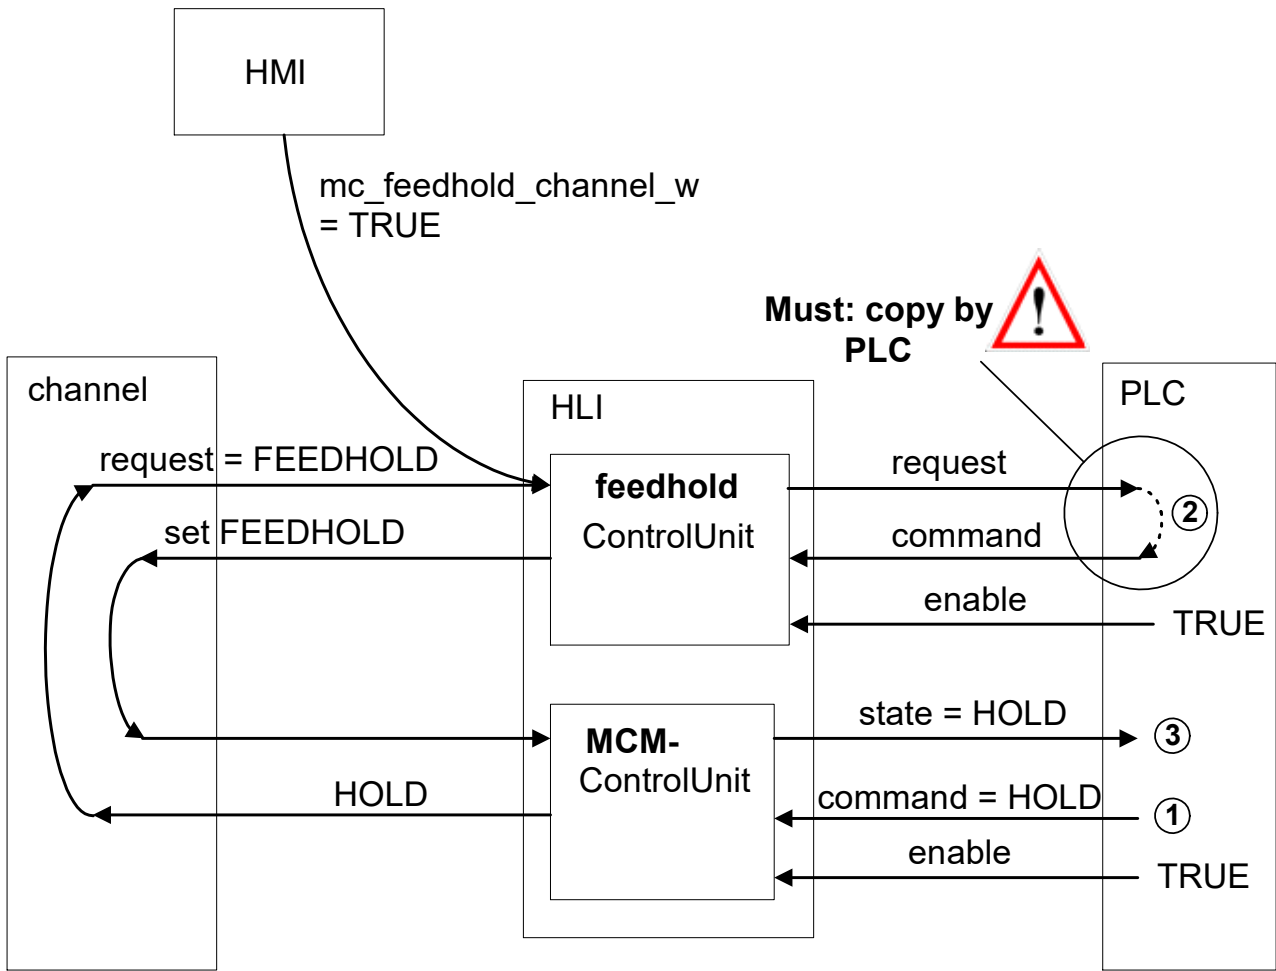 HMI
mc_feedhold_channel_w
= TRUE
Must: copy by
PLC
!
channel
HLI
PLC
request = FEEDHOLD
feedhold
ControlUnit
request
2
set FEEDHOLD
command
enable
TRUE
MCM-
ControlUnit
state = HOLD
3
HOLD
command = HOLD
1
enable
TRUE